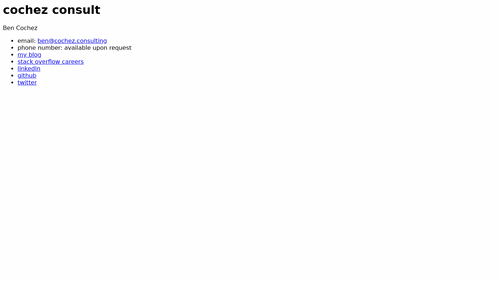 cochez consult
Ben Cochez
email: ben@cochez.consulting
phone number: available upon request
my blog
stack overflow careers
linkedin
github
twitter